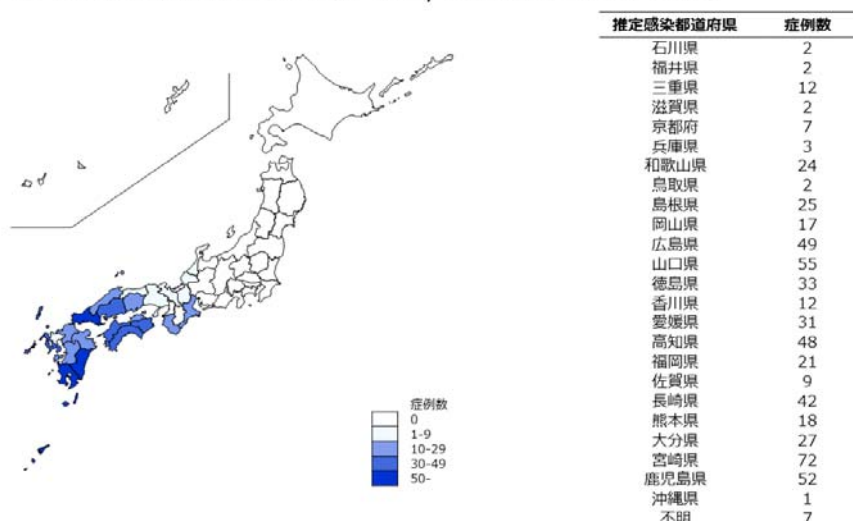 推定感染都道府県 症例数
石川県 2
福井県 2
三重県 12
滋賀県 2
京都府 7
兵庫県 3
和歌山県 24
鳥取県 2
島根県 25
岡山県 17
広島県 49
山口県 55
徳島県 33
香川県 12
愛媛県 31
高知県 48
福岡県 21
佐賀県 9
長崎県 42
熊本県 18
大分県 27
宮崎県 72
鹿児島県 52
沖縄県 1
不明 7
症例数
0
1-9
10-29
30-49
50-